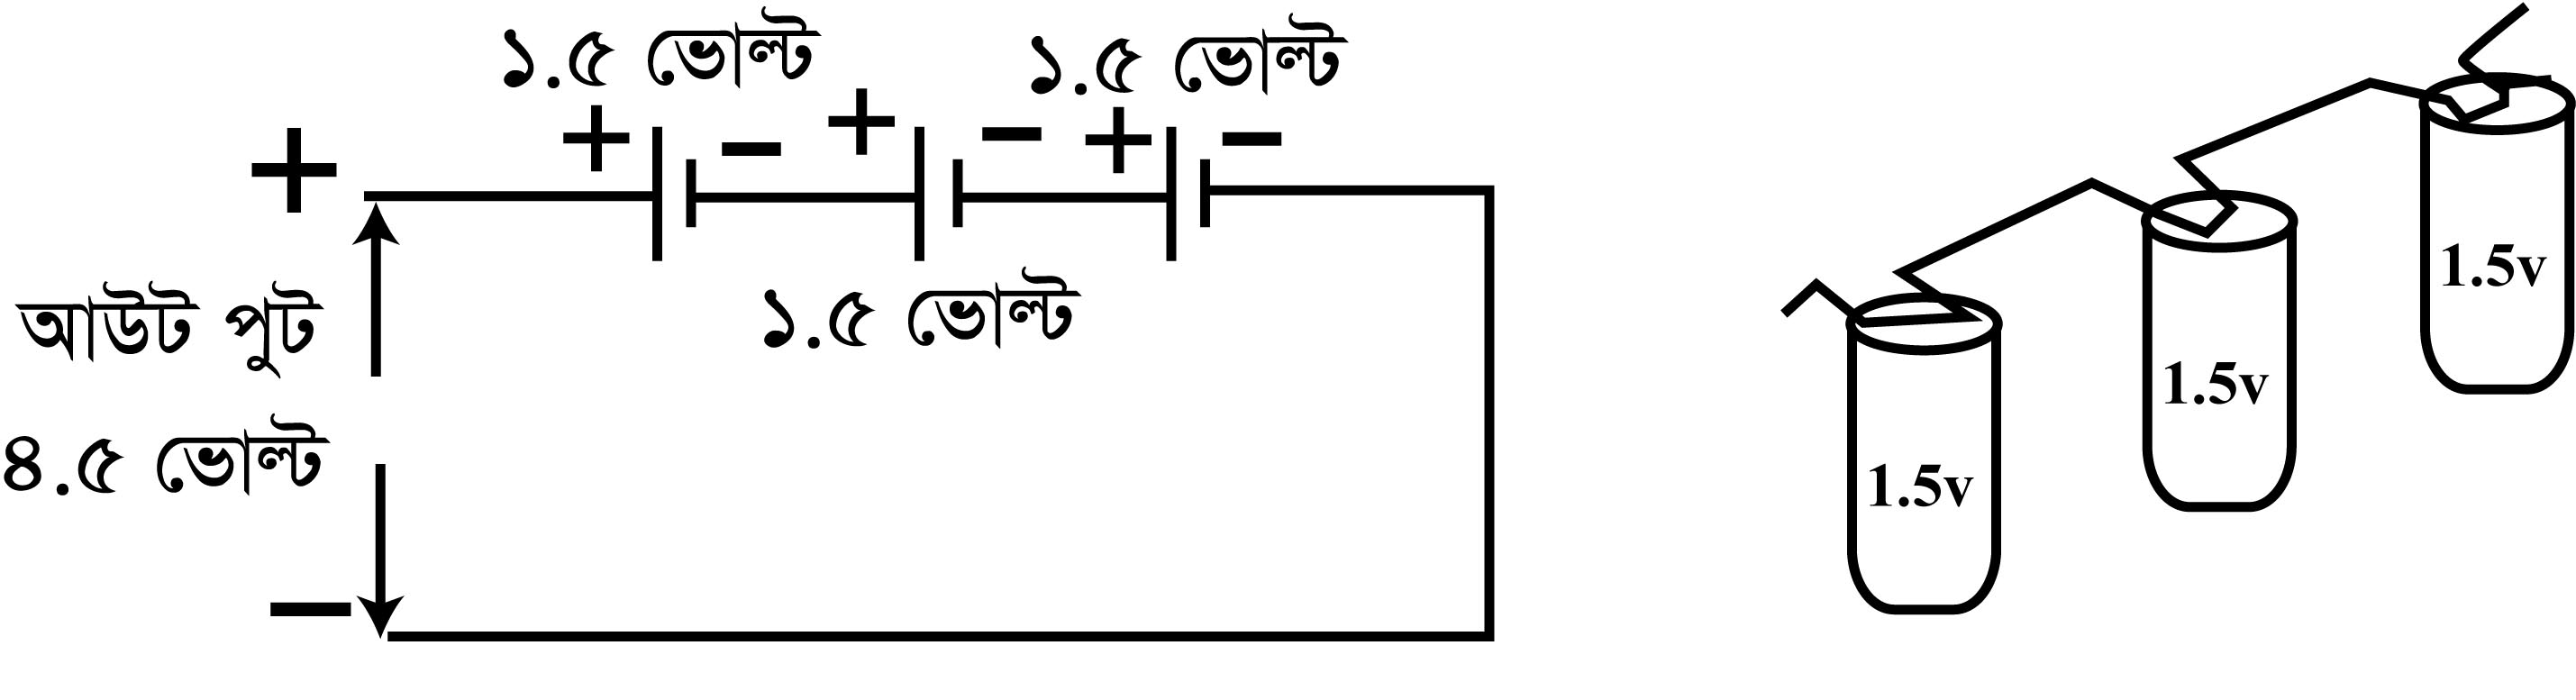 ১.৫ ভোল্ট
১.৫ ভোল্ট
+
+ −
+ −
+ −
১.৫ ভোল্ট
আউট পুট
৪.৫ ভোল্ট
−
1.5v
1.5v
1.5v